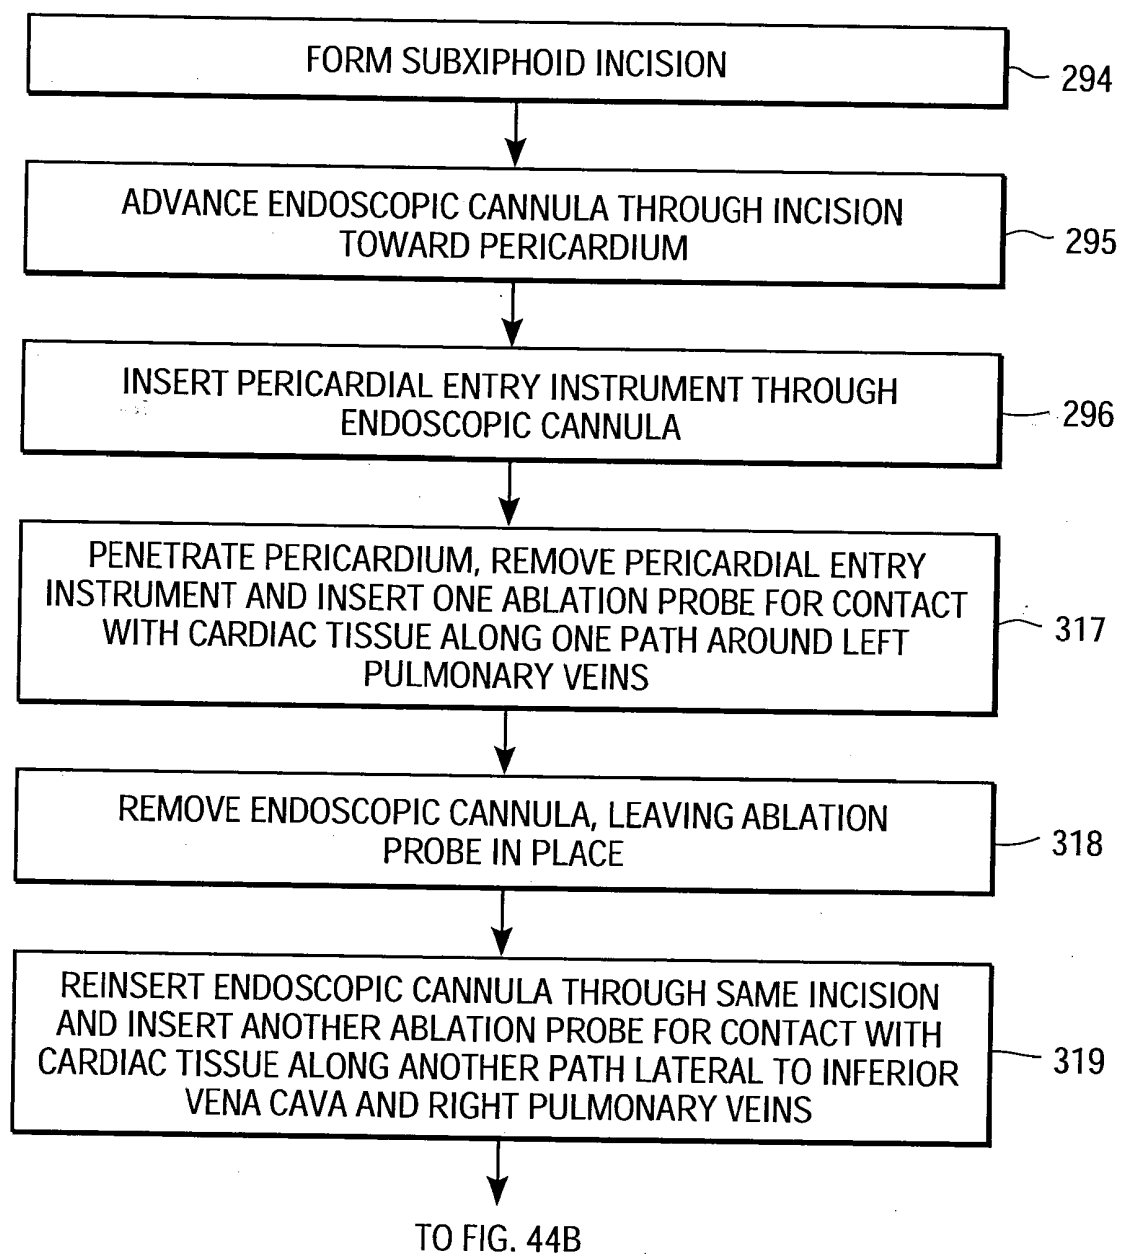 FORM SUBXIPHOID INCISION
294
ADVANCE ENDOSCOPIC CANNULA THROUGH INCISION
TOWARD PERICARDIUM
295
INSERT PERICARDIAL ENTRY INSTRUMENT THROUGH
ENDOSCOPIC CANNULA
296
PENETRATE PERICARDIUM, REMOVE PERICARDIAL ENTRY
INSTRUMENT AND INSERT ONE ABLATION PROBE FOR CONTACT
WITH CARDIAC TISSUE ALONG ONE PATH AROUND LEFT
PULMONARY VEINS
317
REMOVE ENDOSCOPIC CANNULA, LEAVING ABLATION
PROBE IN PLACE
318
REINSERT ENDOSCOPIC CANNULA THROUGH SAME INCISION
AND INSERT ANOTHER ABLATION PROBE FOR CONTACT WITH
CARDIAC TISSUE ALONG ANOTHER PATH LATERAL TO INFERIOR
VENA CAVA AND RIGHT PULMONARY VEINS
319
TO FIG. 44B